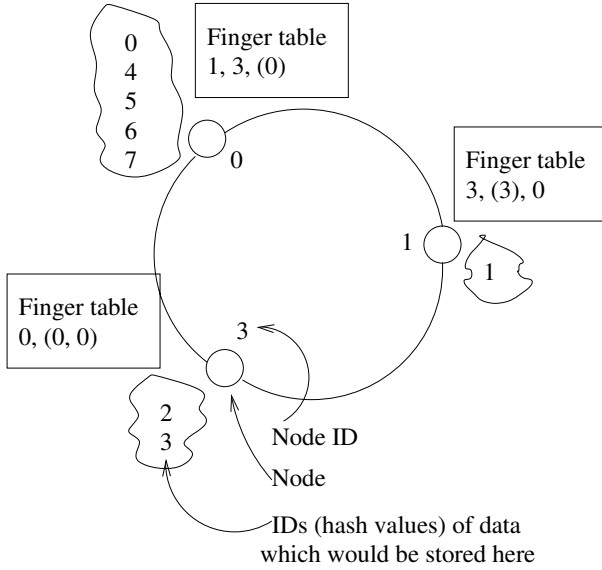 0
4
5
6
7
Finger table
1, 3, (0)
0
Finger table
3, (3), 0
1
1
Finger table
0, (0, 0)
3
2
3
Node ID
Node
IDs (hash values) of data
which would be stored here